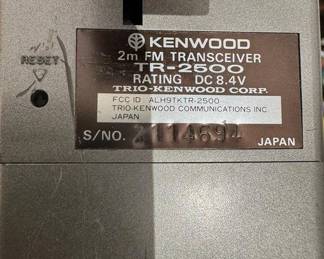 KENWOOD
RESET
2m FM TRANSCEIVER
TR-2500
RATING DC 8.4V
TRIO-KENWOOD CORP.
FCC ID : ALH9TKTR-2500
TRIO-KENWOOD COMMUNICATIONS INC.
JAPAN
S/NO. 2114694
JAPAN